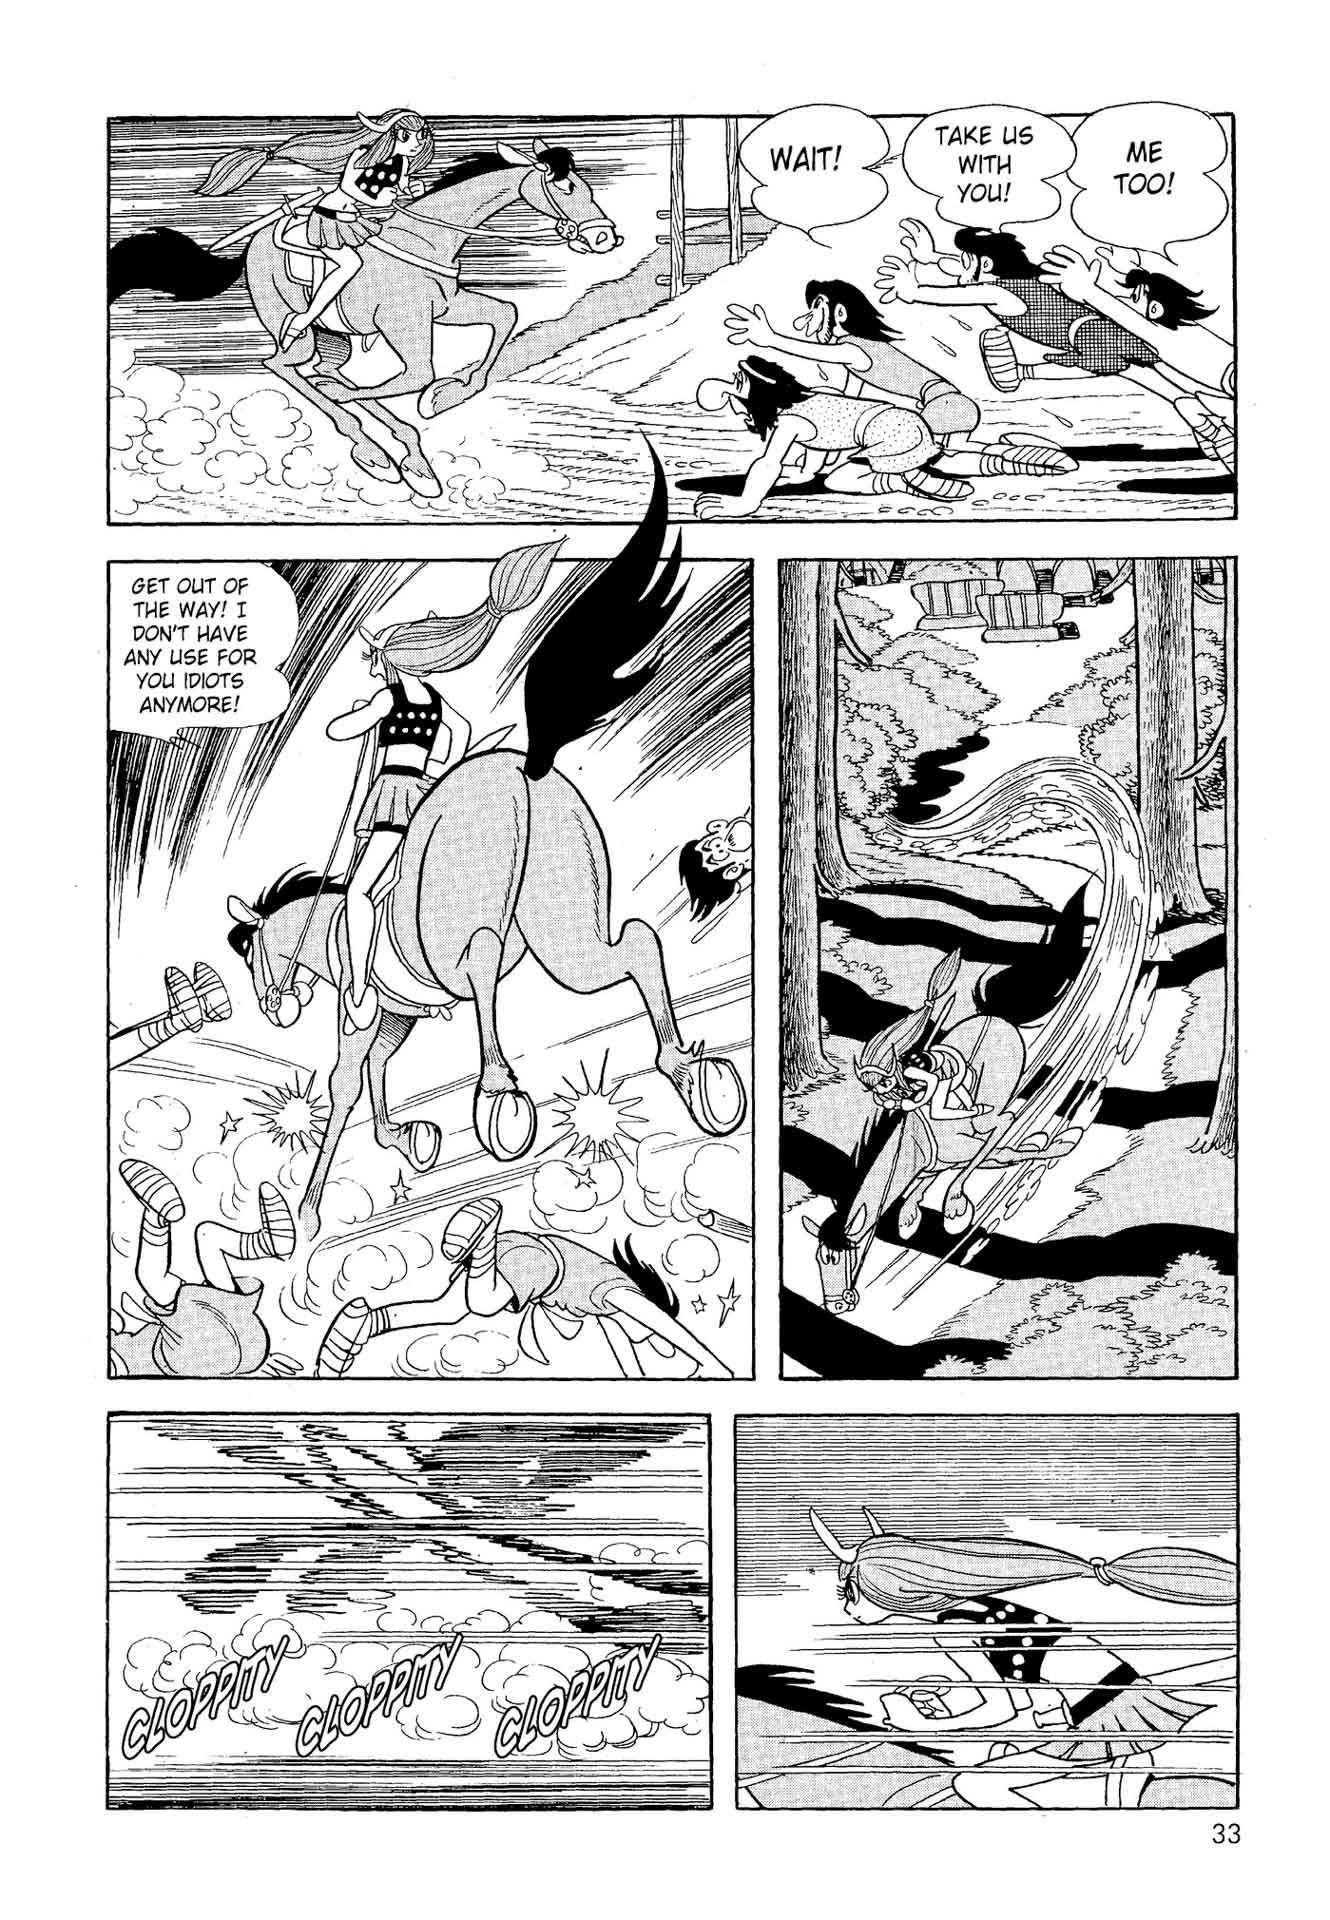 WAIT!
TAKE US
WITH
YOU!
ME
TOO!
GET OUT OF
THE WAY! I
DON'T HAVE
ANY USE FOR
YOU IDIOTS
ANYMORE!
CLOPPITY
CLOPPITY
CLOPPITY
33